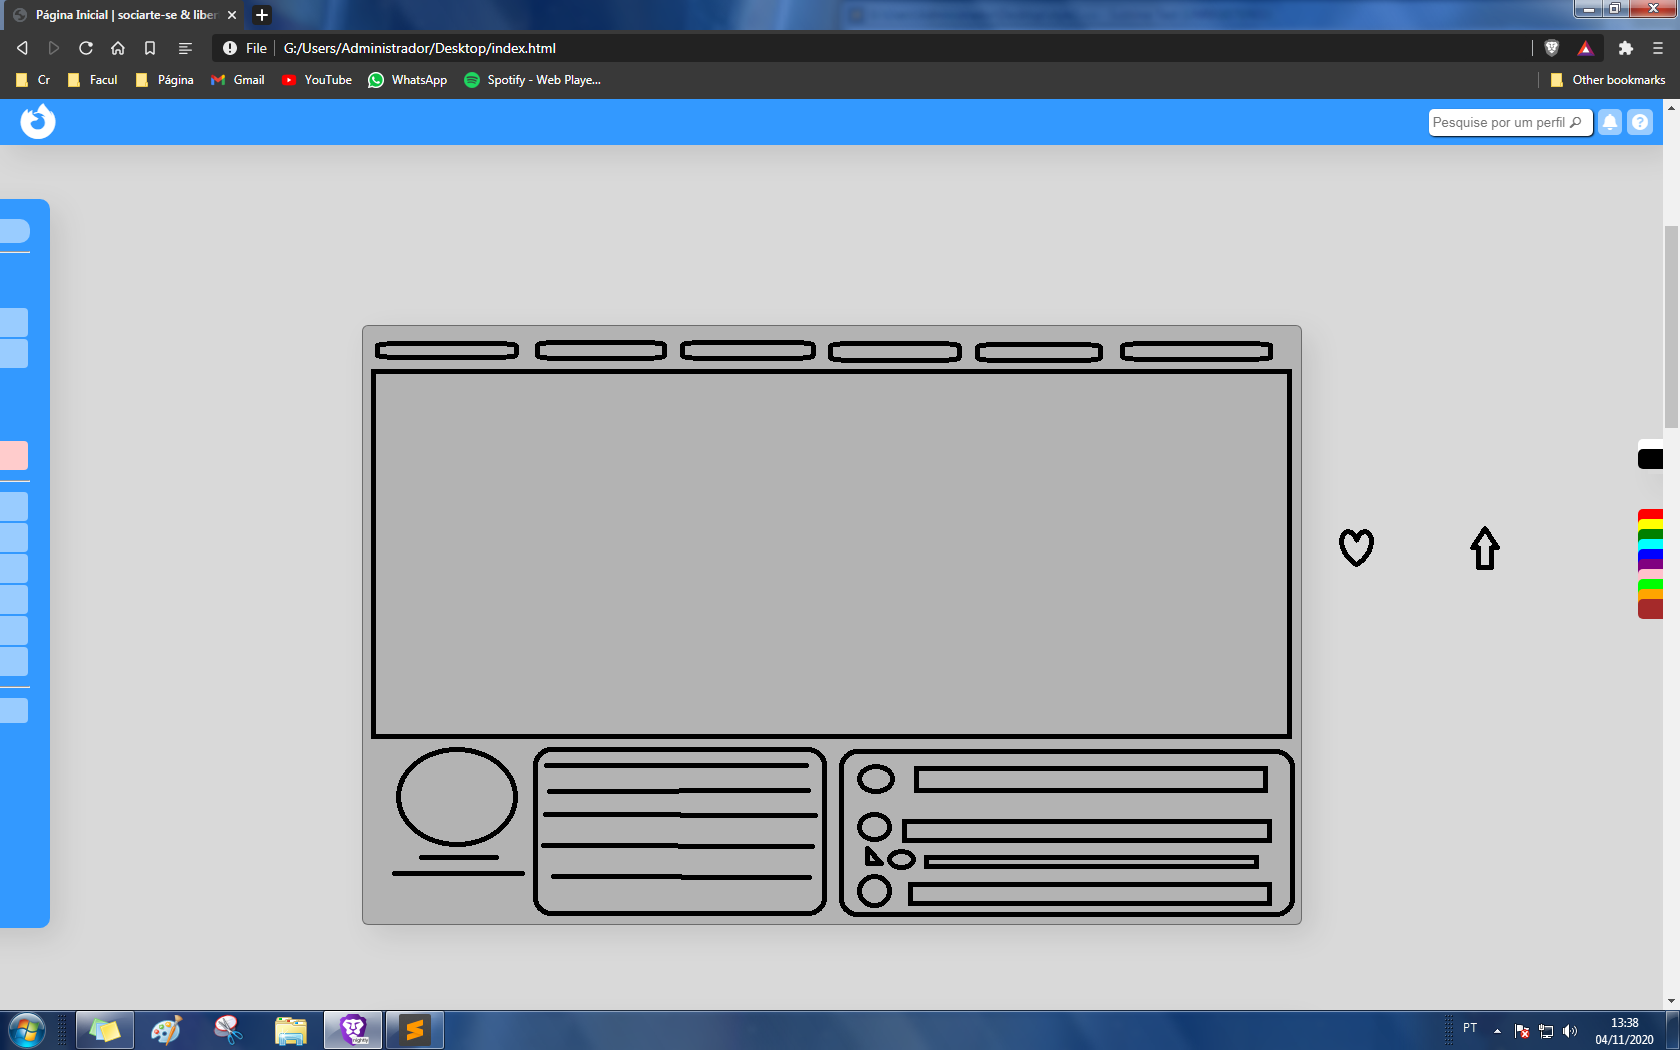 Página Inicial | sociarte-se & liber
File G:/Users/Administrador/Desktop/index.html
Cr Facul Página Gmail YouTube WhatsApp Spotify - Web Playe... Other bookmarks
Pesquise por um perfil
nightly
PT 13:38
04/11/2020